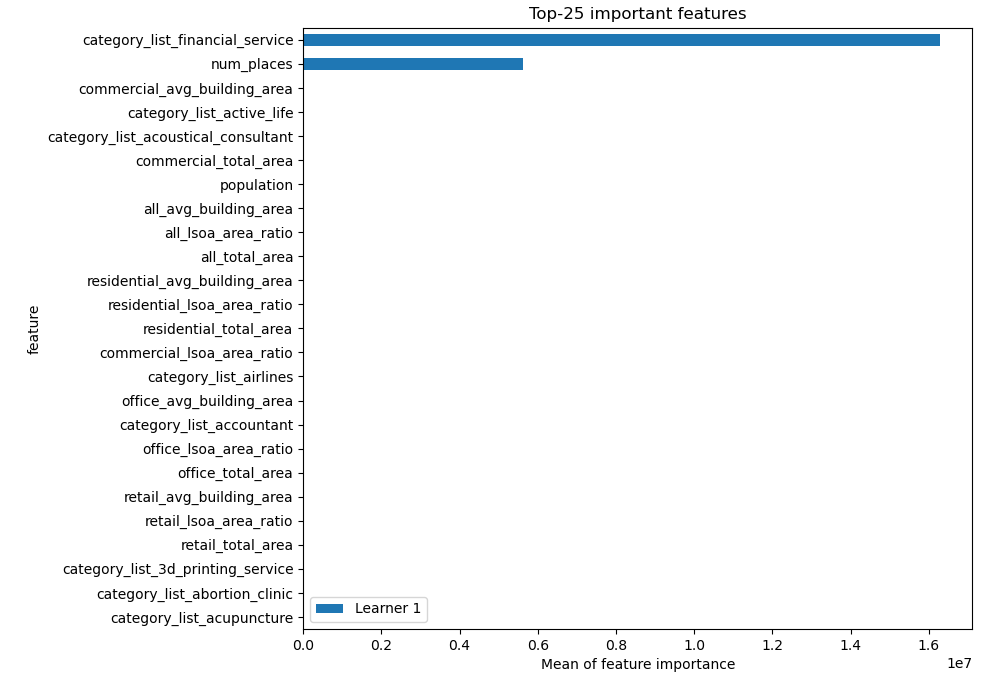 Top-25 important features
category_list_financial_service
num_places
commercial_avg_building_area
category_list_active_life
category_list_acoustical_consultant
commercial_total_area
population
all_avg_building_area
all_lsoa_area_ratio
all_total_area
residential_avg_building_area
residential_lsoa_area_ratio
residential_total_area
commercial_lsoa_area_ratio
category_list_airlines
office_avg_building_area
category_list_accountant
office_lsoa_area_ratio
office_total_area
retail_avg_building_area
retail_lsoa_area_ratio
retail_total_area
category_list_3d_printing_service
category_list_abortion_clinic
category_list_acupuncture
feature
Learner 1
0.0 0.2 0.4 0.6 0.8 1.0 1.2 1.4 1.6
1e7
Mean of feature importance